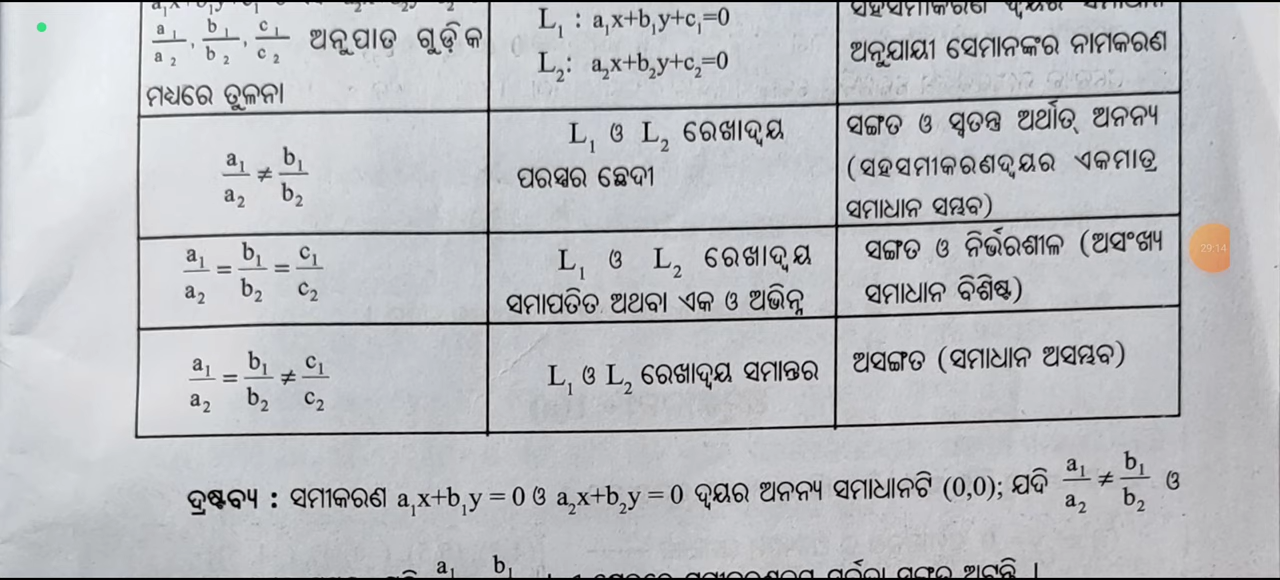 a₁/a₂, b₁/b₂, c₁/c₂ ଅନୁପାତ ଗୁଡ଼ିକ
ମଧ୍ୟରେ ତୁଳନା
L₁ : a₁x+b₁y+c₁=0
L₂: a₂x+b₂y+c₂=0
ଅନୁଯାୟୀ ସେମାନଙ୍କର ନାମକରଣ
a₁/a₂ ≠ b₁/b₂
L₁ ଓ L₂ ରେଖାଦ୍ୱୟ
ପରସ୍ପର ଛେଦୀ
ସଙ୍ଗତ ଓ ସ୍ୱତନ୍ତ୍ର ଅର୍ଥାତ୍ ଅନନ୍ୟ
(ସହସମୀକରଣଦ୍ୱୟର ଏକମାତ୍ର
ସମାଧାନ ସମ୍ଭବ)
a₁/a₂ = b₁/b₂ = c₁/c₂
L₁ ଓ L₂ ରେଖାଦ୍ୱୟ
ସମାପତିତ ଅଥବା ଏକ ଓ ଅଭିନ୍ନ
ସଙ୍ଗତ ଓ ନିର୍ଭରଶୀଳ (ଅସଂଖ୍ୟ
ସମାଧାନ ବିଶିଷ୍ଟ)
a₁/a₂ = b₁/b₂ ≠ c₁/c₂
L₁ ଓ L₂ ରେଖାଦ୍ୱୟ ସମାନ୍ତର
ଅସଙ୍ଗତ (ସମାଧାନ ଅସମ୍ଭବ)
29:14
ଦ୍ରଷ୍ଟବ୍ୟ : ସମୀକରଣ a₁x+b₁y = 0 ଓ a₂x+b₂y = 0 ଦ୍ୱୟର ଅନନ୍ୟ ସମାଧାନଟି (0,0); ଯଦି a₁/a₂ ≠ b₁/b₂ ଓ
a₁ b₁